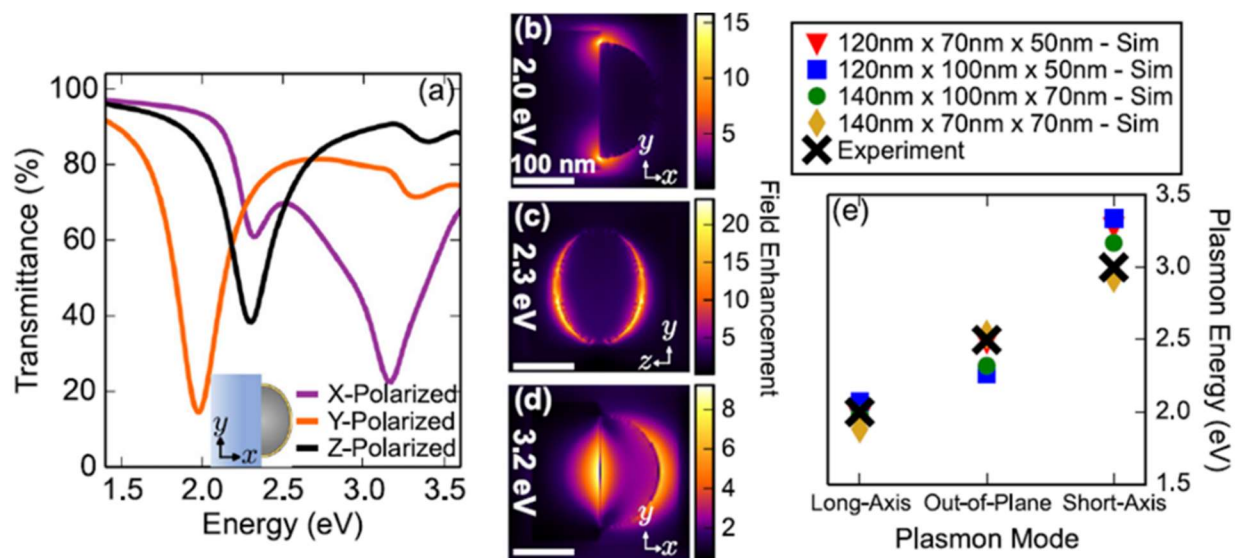 (a)
Transmittance (%)
100
80
60
40
20
0
1.5 2.0 2.5 3.0 3.5
Energy (eV)
X-Polarized
Y-Polarized
Z-Polarized
y
x
(b)
2.0 eV
100 nm
y
x
15
10
5
(c)
2.3 eV
y
z
20
15
10
5
Field Enhancement
(d)
3.2 eV
y
x
8
6
4
2
120nm x 70nm x 50nm - Sim
120nm x 100nm x 50nm - Sim
140nm x 100nm x 70nm - Sim
140nm x 70nm x 70nm - Sim
Experiment
(e)
3.5
3.0
2.5
2.0
1.5
Plasmon Energy
(eV)
Long-Axis Out-of-Plane Short-Axis
Plasmon Mode